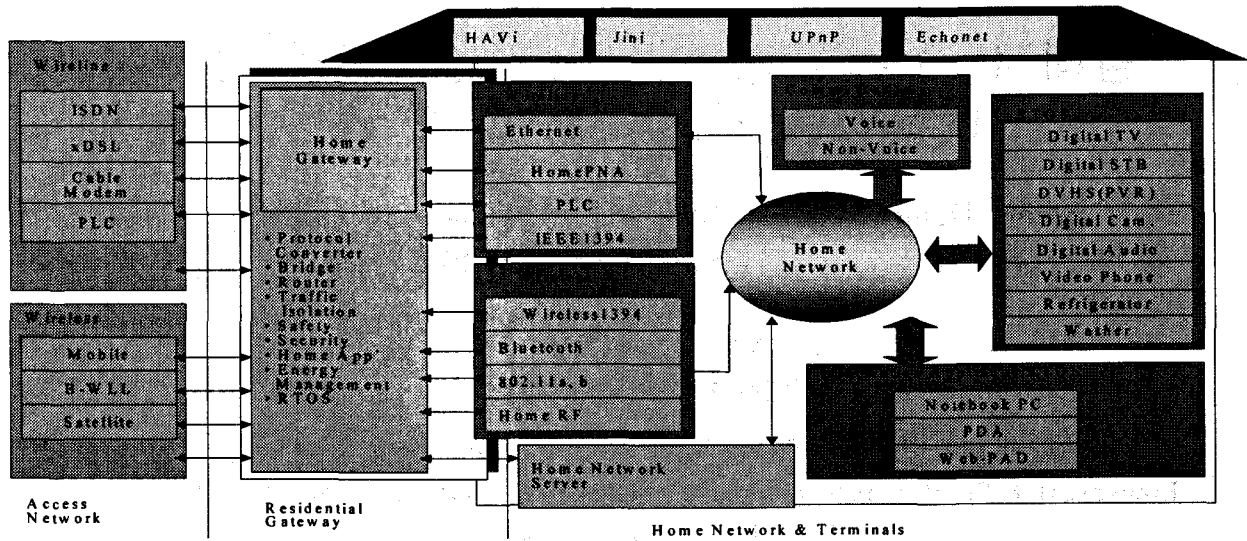 HAVi
Jini
UPnP
Echonet
Wireline
ISDN
xDSL
Cable
Modem
PLC
Wireless
Mobile
B-WLL
Satellite
Access
Network
Home
Gateway
• Protocol
Converter
• Bridge
• Router
• Traffic
Isolation
• Safety
• Security
• Home App'
• Energy
Management
• RTOS
Residential
Gateway
Ethernet
HomePNA
PLC
IEEE1394
Wireless1394
Bluetooth
802.11a,b
Home RF
Home Network
Server
Home
Network
Voice
Non-Voice
Digital TV
Digital STB
DVHS(PVR)
Digital Cam
Digital Audio
Video Phone
Refrigerator
Wather
Notebook PC
PDA
Web-PAD
Home Network & Terminals